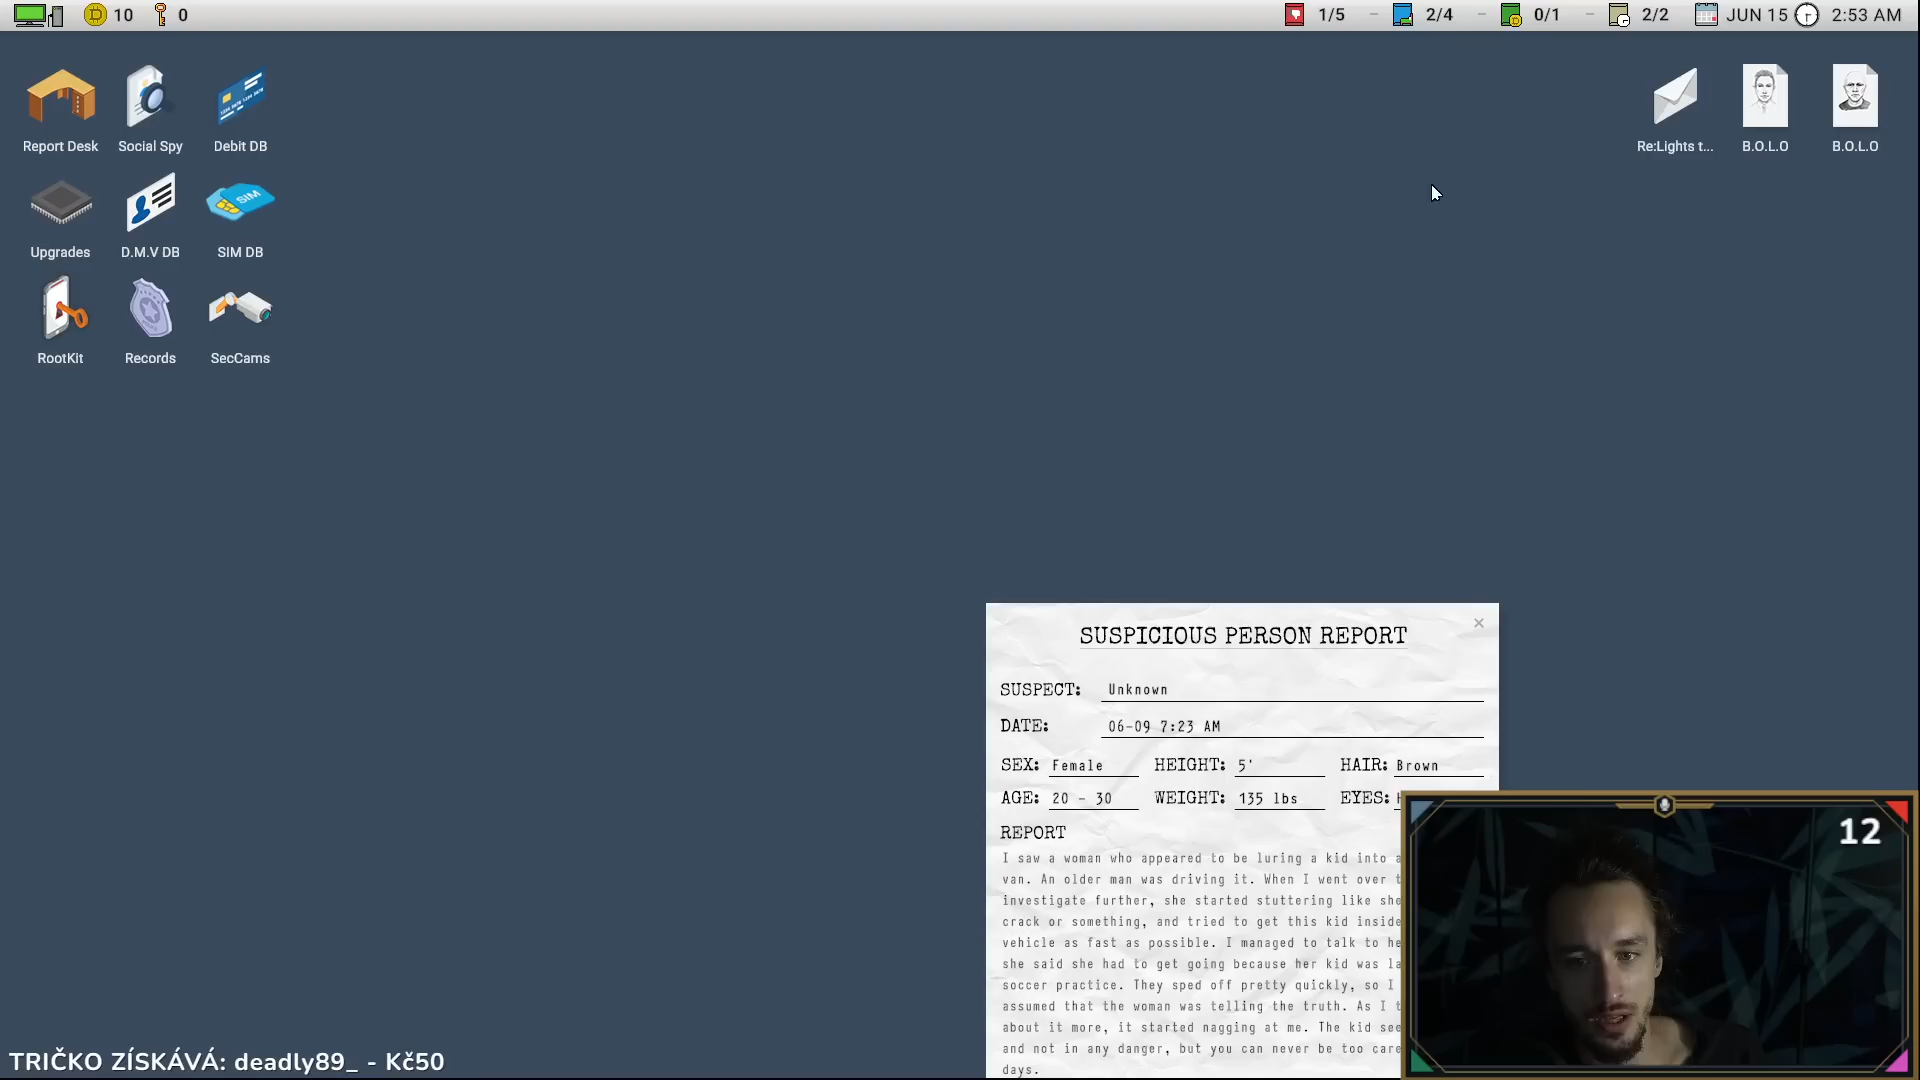 10 0 1/5 - 2/4 - 0/1 - 2/2 JUN 15 2:53 AM
Report Desk Social Spy Debit DB Re:Lights t... B.O.L.O B.O.L.O
Upgrades D.M.V DB SIM DB
RootKit Records SecCams
SUSPICIOUS PERSON REPORT
SUSPECT: Unknown
DATE: 06-09 7:23 AM
SEX: Female HEIGHT: 5' HAIR: Brown
AGE: 20 - 30 WEIGHT: 135 lbs EYES:
REPORT
I saw a woman who appeared to be luring a kid into a
van. An older man was driving it. When I went over
investigate further, she started stuttering like she
crack or something, and tried to get this kid inside
vehicle as fast as possible. I managed to talk to
she said she had to get going because her kid was
soccer practice. They sped off pretty quickly, so I
assumed that the woman was telling the truth. As I
about it more, it started nagging at me. The kid
and not in any danger, but you can never be too
days.
12
TRIČKO ZÍSKÁVÁ: deadly89_ - Kč50